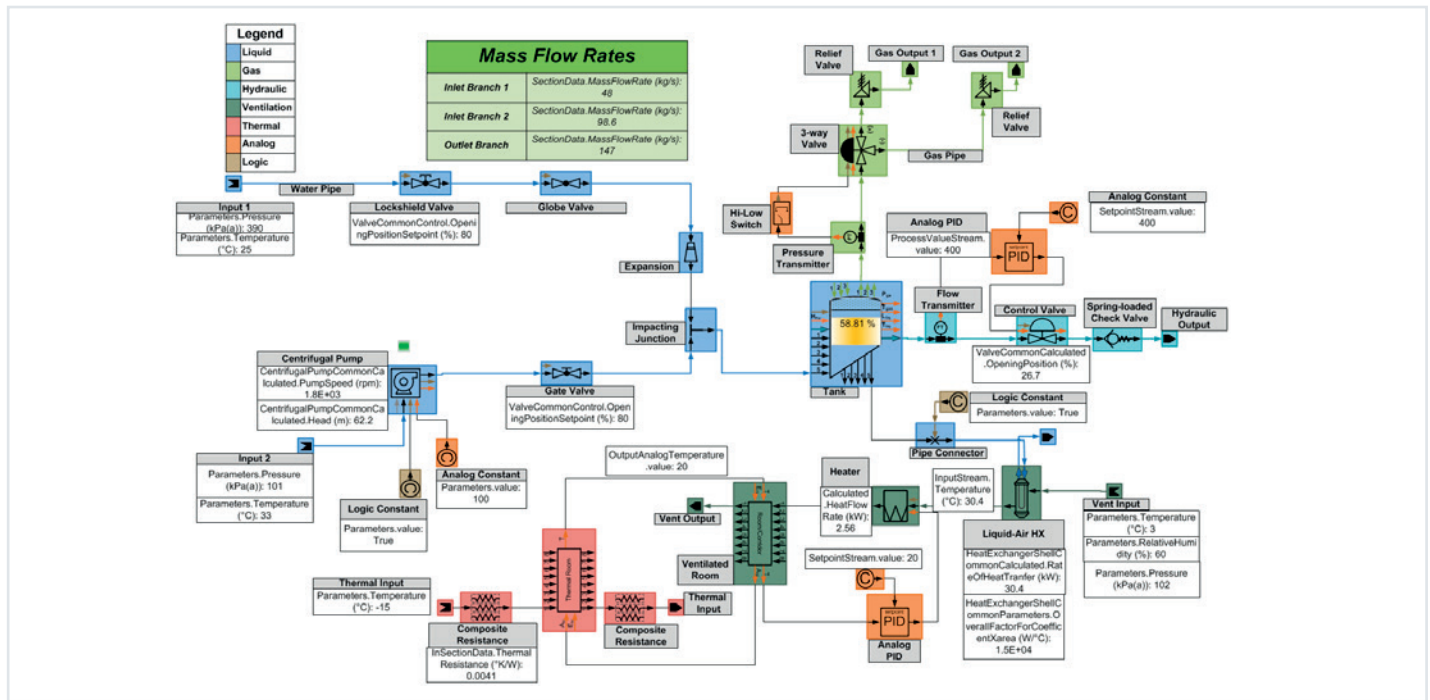 Legend
Liquid
Gas
Hydraulic
Ventilation
Thermal
Analog
Logic
Mass Flow Rates
Inlet Branch 1
SectionData.MassFlowRate (kg/s):
48
Inlet Branch 2
SectionData.MassFlowRate (kg/s):
98.6
Outlet Branch
SectionData.MassFlowRate (kg/s):
147
Relief
Valve
Gas Output 1
Gas Output 2
Relief
Valve
3-way
Valve
Gas Pipe
Water Pipe
Input 1
Parameters.Pressure
(kPa(a)): 390
Parameters.Temperature
(°C): 25
Lockshield Valve
ValveCommonControl.Openi
ngPositionSetpoint (%): 80
Globe Valve
Expansion
Impacting
Junction
Hi-Low
Switch
Pressure
Transmitter
Analog PID
ProcessValueStream.
value: 400
Analog Constant
SetpointStream.value:
400
PID
58.81 %
Tank
Flow
Transmitter
Control Valve
ValveCommonCalculated
.OpeningPosition (%):
26.7
Spring-loaded
Check Valve
Hydraulic
Output
Centrifugal Pump
CentrifugalPumpCommonCa
lculated.PumpSpeed (rpm):
1.8E+03
CentrifugalPumpCommonCa
lculated.Head (m): 62.2
Gate Valve
ValveCommonControl.Open
ingPositionSetpoint (%): 80
Input 2
Parameters.Pressure
(kPa(a)): 101
Parameters.Temperature
(°C): 33
Logic Constant
Parameters.value:
True
Analog Constant
Parameters.value:
100
Logic Constant
Parameters.value: True
Pipe Connector
OutputAnalogTemperature
.value: 20
Heater
Calculated
.HeatFlow
Rate (kW):
2.56
InputStream.
Temperature
(°C): 30.4
Vent Output
Room/Corridor
Ventilated
Room
Liquid-Air HX
HeatExchangerShellCo
mmonCalculated.Rat
eOfHeatTranfer (kW):
30.4
HeatExchangerShellC
ommonParameters.O
verallFactorForCoeffic
ientXarea (W/°C):
1.5E+04
Vent Input
Parameters.Temperature
(°C): 3
Parameters.RelativeHumi
dity (%): 60
Parameters.Pressure
(kPa(a)): 102
SetpointStream.value: 20
PID
Analog
PID
Thermal Input
Parameters.Temperature
(°C): -15
Composite
Resistance
InSectionData.Thermal
Resistance (°K/W):
0.0041
Thermal Room
Composite
Resistance
Thermal
Input